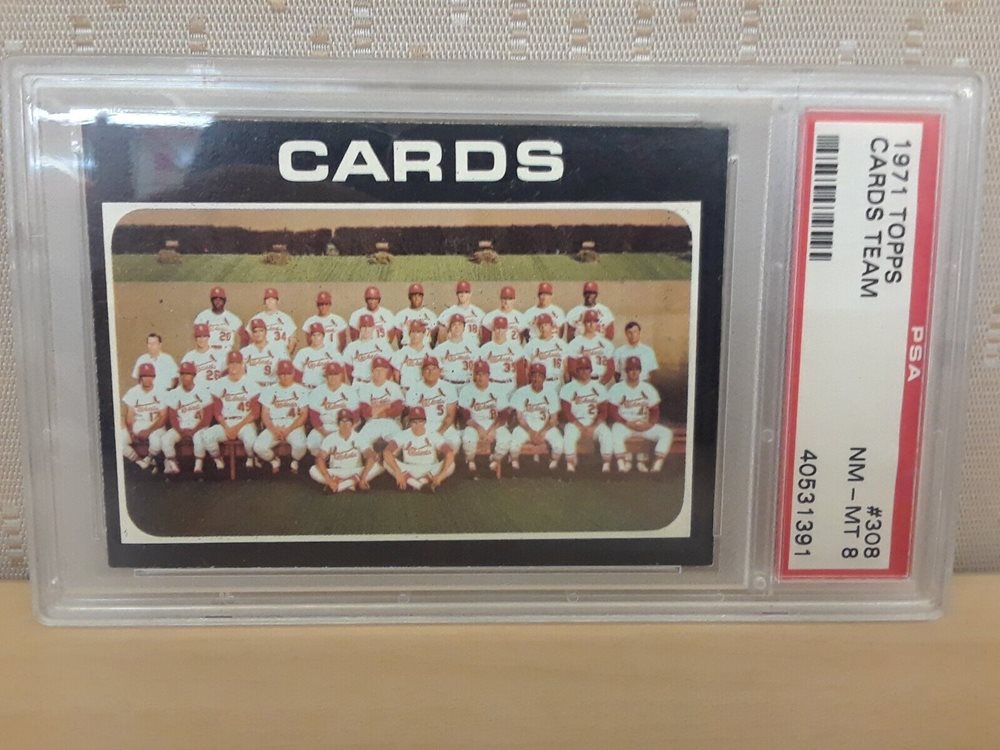 CARDS
1971 TOPPS
CARDS TEAM
#308
NM - MT 8
PSA
40531391